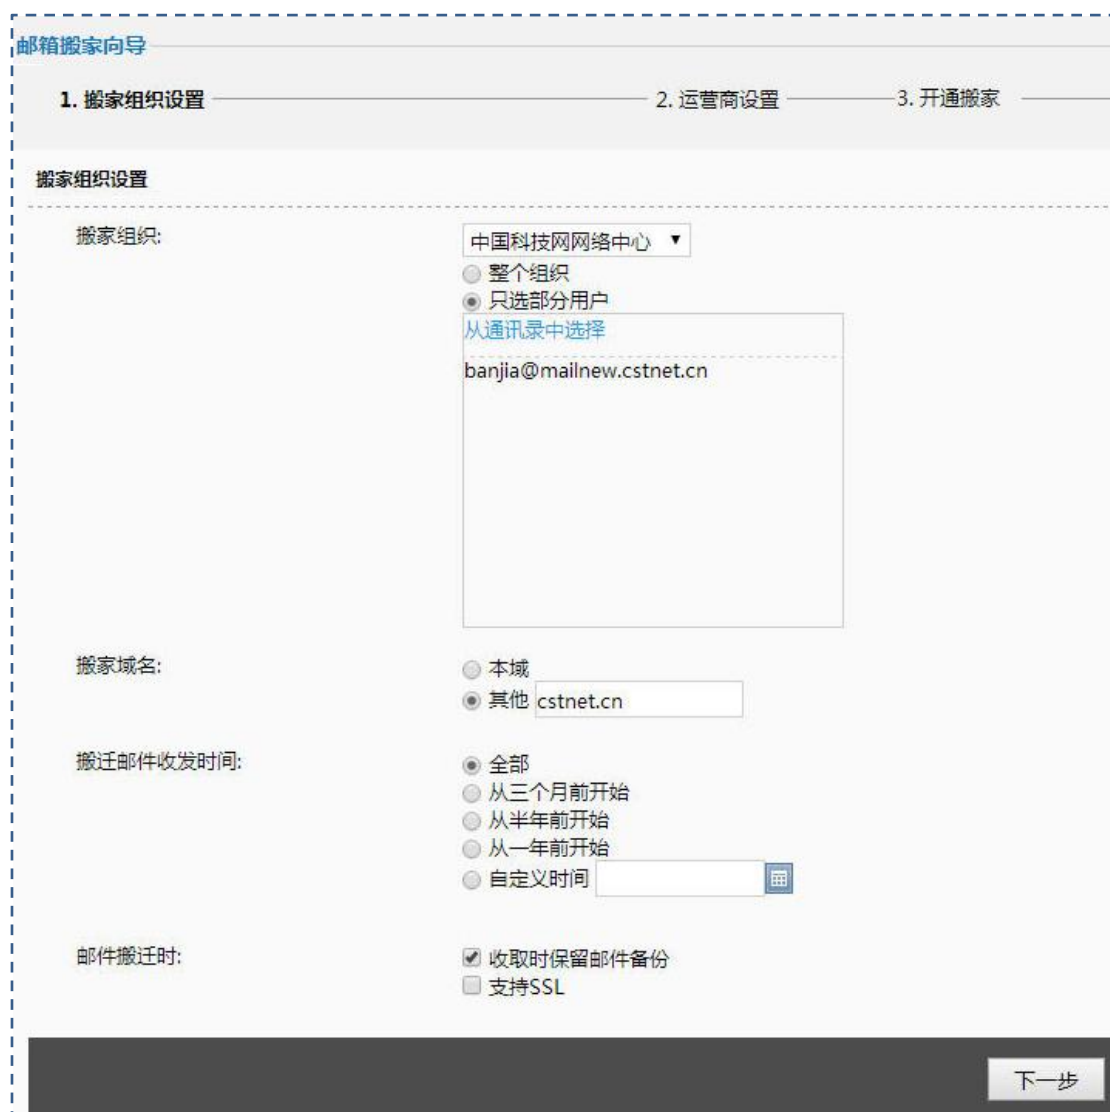 邮箱搬家向导
1. 搬家组织设置 2. 运营商设置 3. 开通搬家
搬家组织设置
搬家组织: 中国科技网网络中心
整个组织
只选部分用户
从通讯录中选择
banjia@mailnew.cstnet.cn
搬家域名: 本域
其他 cstnet.cn
搬迁邮件收发时间: 全部
从三个月前开始
从半年前开始
从一年前开始
自定义时间
邮件搬迁时: 收取时保留邮件备份
支持SSL
下一步